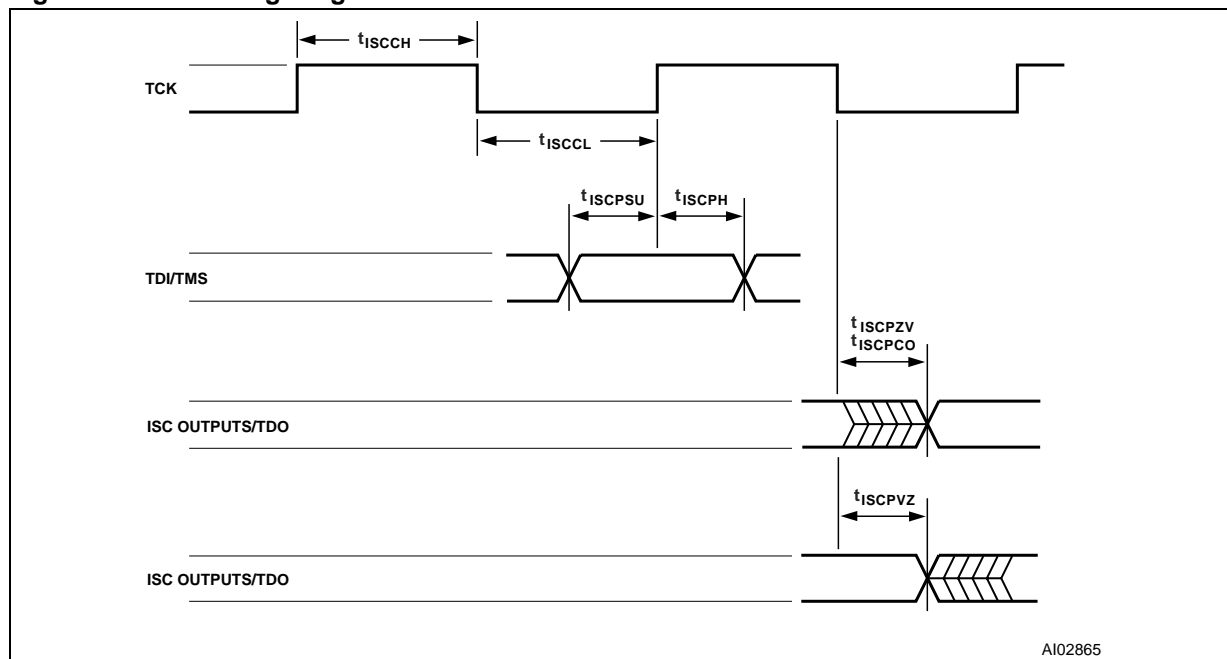 tISCCH
TCK
tISCCL
tISCPSU
tISCPH
TDI/TMS
tISCPZV
tISCPCO
ISC OUTPUTS/TDO
tISCPVZ
ISC OUTPUTS/TDO
AI02865